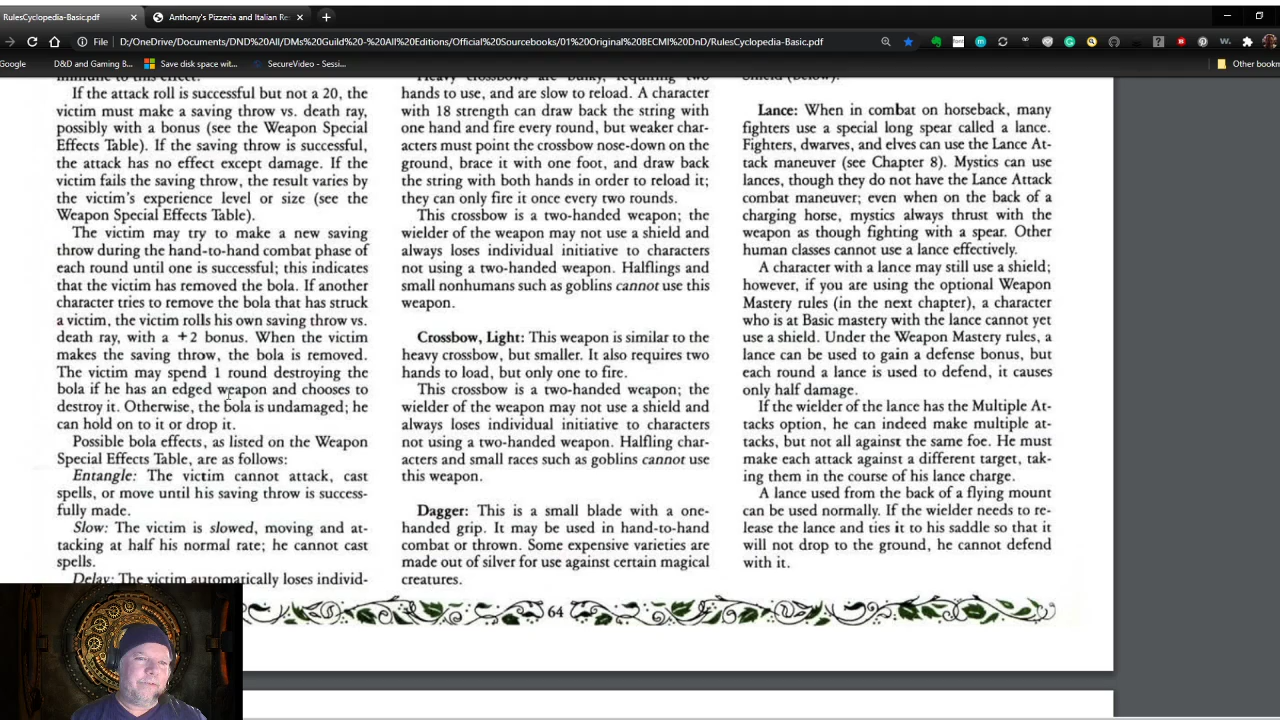 RulesCyclopedia-Basic.pdf
Anthony's Pizzeria and Italian Re
File
D:/OneDrive/Documents/DND%20All/DMs%20Guild%20-%20All%20Editions/Official%20Sourcebooks/01%20Original%20BECMI%20DnD/RulesCyclopedia-Basic.pdf
Google
D&D and Gaming B...
Save disk space wit...
SecureVideo - Sessi...
Other bookm
immune to this effect.
If the attack roll is successful but not a 20, the
victim must make a saving throw vs. death ray,
possibly with a bonus (see the Weapon Special
Effects Table). If the saving throw is successful,
the attack has no effect except damage. If the
victim fails the saving throw, the result varies by
the victim's experience level or size (see the
Weapon Special Effects Table).
The victim may try to make a new saving
throw during the hand-to-hand combat phase of
each round until one is successful; this indicates
that the victim has removed the bola. If another
character tries to remove the bola that has struck
a victim, the victim rolls his own saving throw vs.
death ray, with a +2 bonus. When the victim
makes the saving throw, the bola is removed.
The victim may spend 1 round destroying the
bola if he has an edged weapon and chooses to
destroy it. Otherwise, the bola is undamaged; he
can hold on to it or drop it.
Possible bola effects, as listed on the Weapon
Special Effects Table, are as follows:
Entangle: The victim cannot attack, cast
spells, or move until his saving throw is success-
fully made.
Slow: The victim is slowed, moving and at-
tacking at half his normal rate; he cannot cast
spells.
Delay: The victim automatically loses individ-
Heavy crossbows are bulky, requiring two
hands to use, and are slow to reload. A character
with 18 strength can draw back the string with
one hand and fire every round, but weaker char-
acters must point the crossbow nose-down on the
ground, brace it with one foot, and draw back
the string with both hands in order to reload it;
they can only fire it once every two rounds.
This crossbow is a two-handed weapon; the
wielder of the weapon may not use a shield and
always loses individual initiative to characters
not using a two-handed weapon. Halflings and
small nonhumans such as goblins cannot use this
weapon.
Crossbow, Light: This weapon is similar to the
heavy crossbow, but smaller. It also requires two
hands to load, but only one to fire.
This crossbow is a two-handed weapon; the
wielder of the weapon may not use a shield and
always loses individual initiative to characters
not using a two-handed weapon. Halfling char-
acters and small races such as goblins cannot use
this weapon.
Dagger: This is a small blade with a one-
handed grip. It may be used in hand-to-hand
combat or thrown. Some expensive varieties are
made out of silver for use against certain magical
creatures.
shield (below).
Lance: When in combat on horseback, many
fighters use a special long spear called a lance.
Fighters, dwarves, and elves can use the Lance At-
tack maneuver (see Chapter 8). Mystics can use
lances, though they do not have the Lance Attack
combat maneuver; even when on the back of a
charging horse, mystics always thrust with the
weapon as though fighting with a spear. Other
human classes cannot use a lance effectively.
A character with a lance may still use a shield;
however, if you are using the optional Weapon
Mastery rules (in the next chapter), a character
who is at Basic mastery with the lance cannot yet
use a shield. Under the Weapon Mastery rules, a
lance can be used to gain a defense bonus, but
each round a lance is used to defend, it causes
only half damage.
If the wielder of the lance has the Multiple At-
tacks option, he can indeed make multiple at-
tacks, but not all against the same foe. He must
make each attack against a different target, tak-
ing them in the course of his lance charge.
A lance used from the back of a flying mount
can be used normally. If the wielder needs to re-
lease the lance and ties it to his saddle so that it
will not drop to the ground, he cannot defend
with it.
64